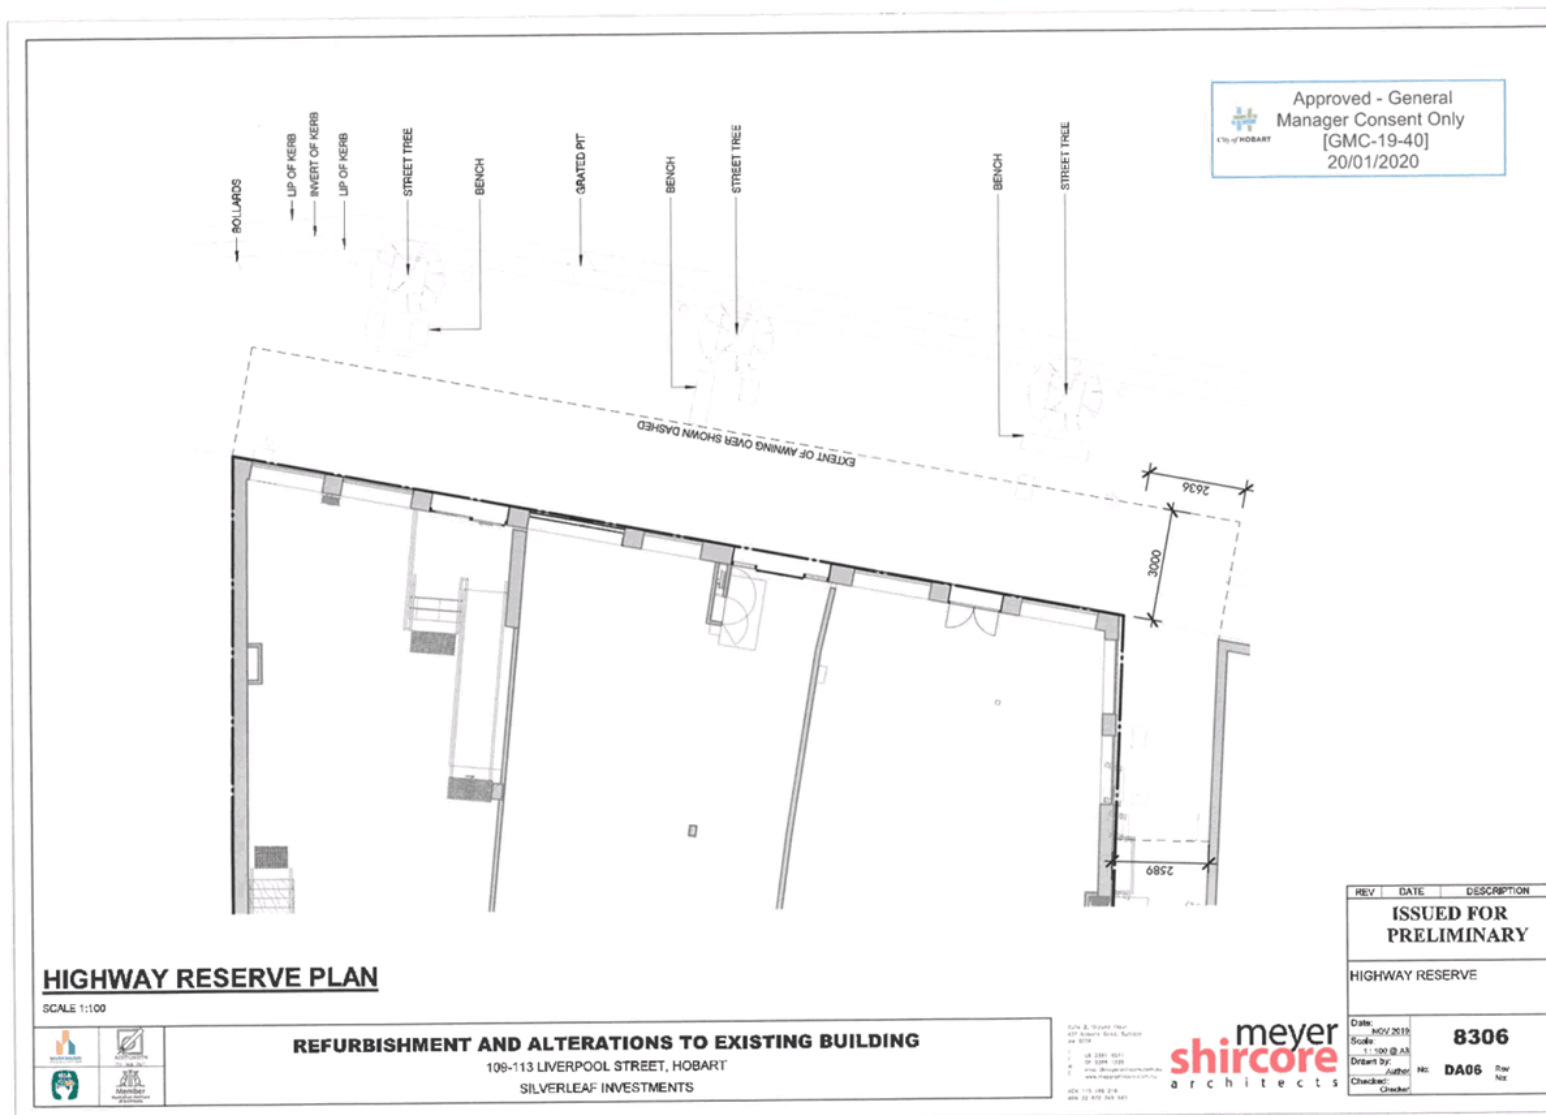 Approved - General
Manager Consent Only
[GMC-19-40]
20/01/2020
City of HOBART
BOLLARDS
LIP OF KERB
INVERT OF KERB
LIP OF KERB
STREET TREE
BENCH
GRATED PIT
BENCH
STREET TREE
BENCH
STREET TREE
EXTENT OF AWNING OVER SHOWN DASHED
2636
3000
2589
HIGHWAY RESERVE PLAN
SCALE 1:100
REFURBISHMENT AND ALTERATIONS TO EXISTING BUILDING
109-113 LIVERPOOL STREET, HOBART
SILVERLEAF INVESTMENTS
Member
meyer
shircore
architects
REV DATE DESCRIPTION
ISSUED FOR
PRELIMINARY
HIGHWAY RESERVE
Date: NOV 2019
Scale: 1:100 @ A3
Drawn by: Author
Checked: Checker
8306
No: DA06 Rev No: